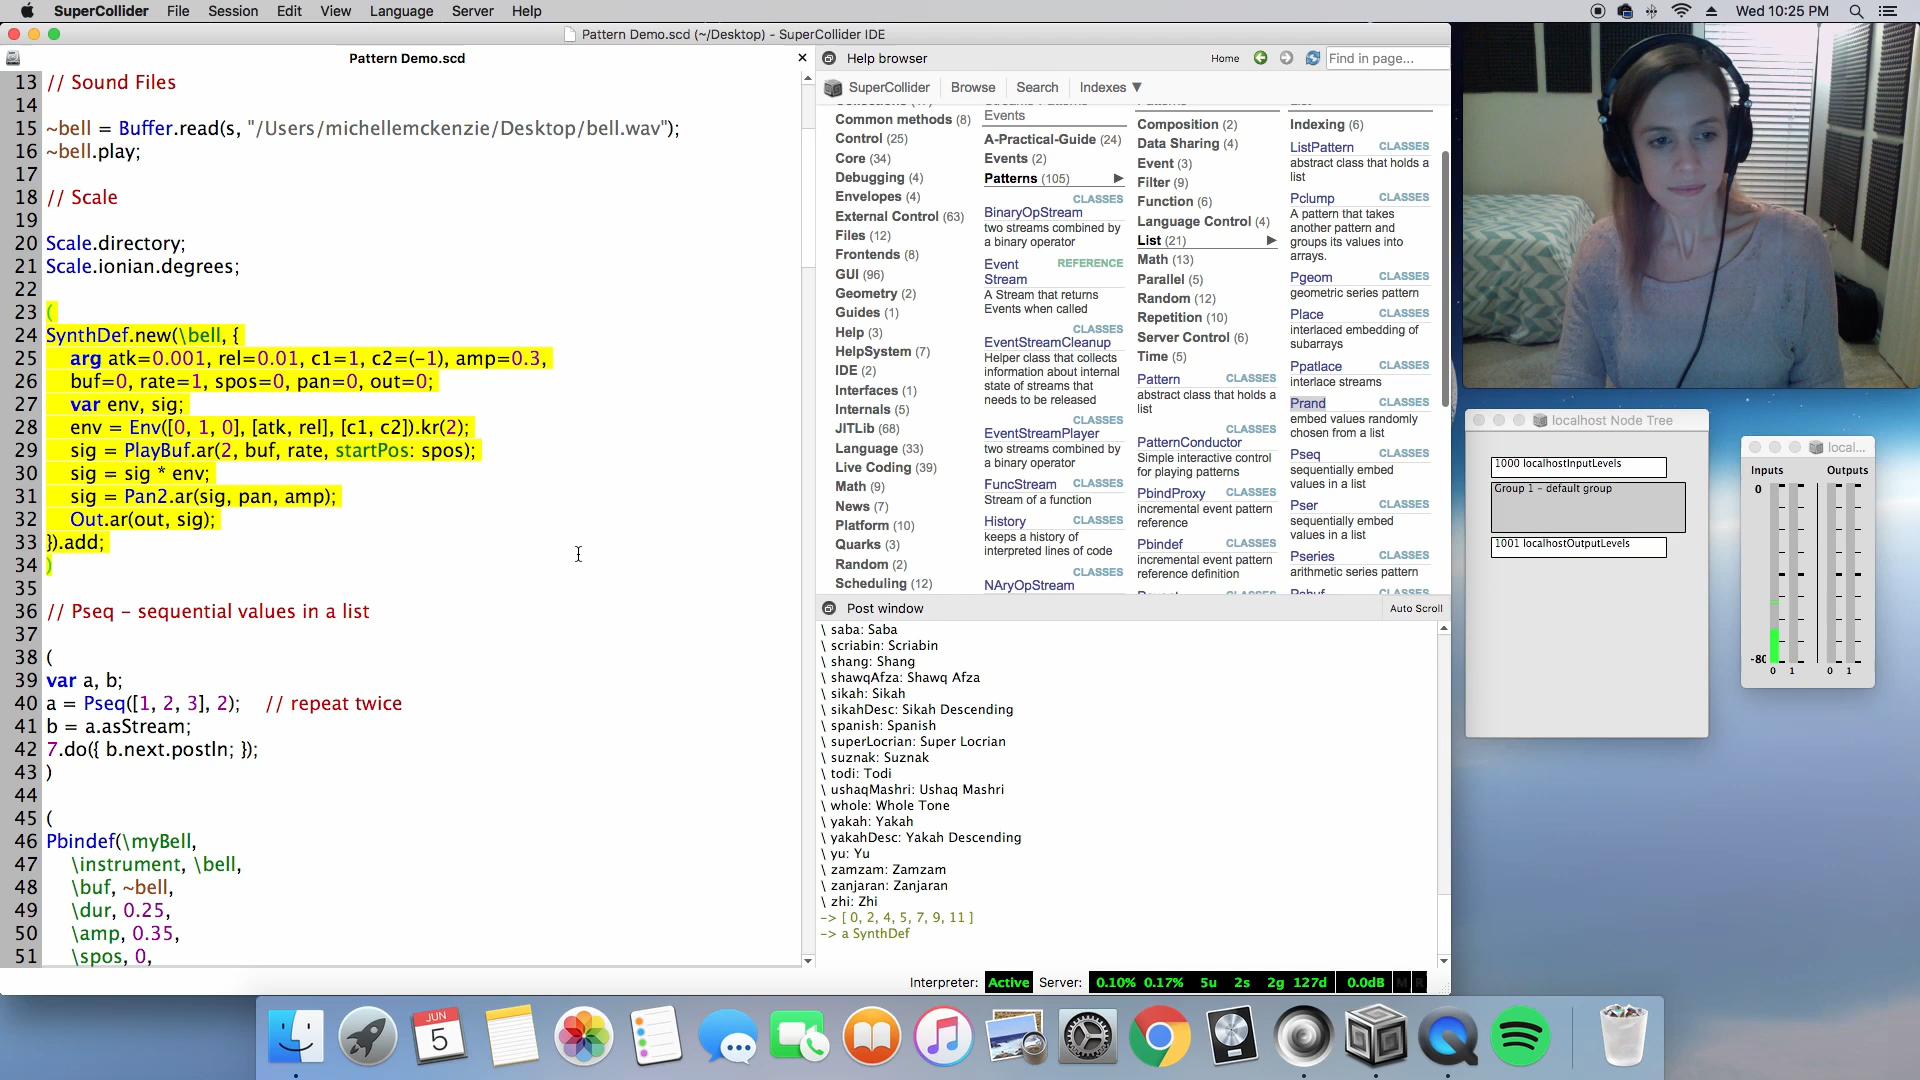 SuperCollider File Session Edit View Language Server Help
Wed 10:25 PM
Pattern Demo.scd (~/Desktop) - SuperCollider IDE
Pattern Demo.scd
13 // Sound Files
14
15 ~bell = Buffer.read(s, "/Users/michellemckenzie/Desktop/bell.wav");
16 ~bell.play;
17
18 // Scale
19
20 Scale.directory;
21 Scale.ionian.degrees;
22
23 (
24 SynthDef.new(\bell, {
25 arg atk=0.001, rel=0.01, c1=1, c2=(-1), amp=0.3,
26 buf=0, rate=1, spos=0, pan=0, out=0;
27 var env, sig;
28 env = Env([0, 1, 0], [atk, rel], [c1, c2]).kr(2);
29 sig = PlayBuf.ar(2, buf, rate, startPos: spos);
30 sig = sig * env;
31 sig = Pan2.ar(sig, pan, amp);
32 Out.ar(out, sig);
33 }).add;
34 )
35
36 // Pseq – sequential values in a list
37
38 (
39 var a, b;
40 a = Pseq([1, 2, 3], 2); // repeat twice
41 b = a.asStream;
42 7.do({ b.next.postln; });
43 )
44
45 (
46 Pbindef(\myBell,
47 \instrument, \bell,
48 \buf, ~bell,
49 \dur, 0.25,
50 \amp, 0.35,
51 \spos, 0,
Help browser
Home
Find in page...
SuperCollider Browse Search Indexes ▼
Common methods (8)
Control (25)
Core (34)
Debugging (4)
Envelopes (4)
External Control (63)
Files (12)
Frontends (8)
GUI (96)
Geometry (2)
Guides (1)
Help (3)
HelpSystem (7)
IDE (2)
Interfaces (1)
Internals (5)
JITLib (68)
Language (33)
Live Coding (39)
Math (9)
News (7)
Platform (10)
Quarks (3)
Random (2)
Scheduling (12)
Events
A-Practical-Guide (24)
Events (2)
Patterns (105) ▶
CLASSES
BinaryOpStream
two streams combined by
a binary operator
Event REFERENCE
Stream
A Stream that returns
Events when called
CLASSES
EventStreamCleanup
Helper class that collects
information about internal
state of streams that
needs to be released
CLASSES
EventStreamPlayer
two streams combined by
a binary operator
FuncStream CLASSES
Stream of a function
History CLASSES
keeps a history of
interpreted lines of code
CLASSES
NAryOpStream
Composition (2)
Data Sharing (4)
Event (3)
Filter (9)
Function (6)
Language Control (4)
List (21) ▶
Math (13)
Parallel (5)
Random (12)
Repetition (10)
Server Control (6)
Time (5)
Pattern CLASSES
abstract class that holds a
list
CLASSES
PatternConductor
Simple interactive control
for playing patterns
PbindProxy CLASSES
incremental event pattern
reference
Pbindef CLASSES
incremental event pattern
reference definition
Indexing (6)
ListPattern CLASSES
abstract class that holds a
list
Pclump CLASSES
A pattern that takes
another pattern and
groups its values into
arrays.
Pgeom CLASSES
geometric series pattern
Place CLASSES
interlaced embedding of
subarrays
Ppatlace CLASSES
interlace streams
Prand CLASSES
embed values randomly
chosen from a list
Pseq CLASSES
sequentially embed
values in a list
Pser CLASSES
sequentially embed
values in a list
Pseries CLASSES
arithmetic series pattern
Post window
Auto Scroll
\ saba: Saba
\ scriabin: Scriabin
\ shang: Shang
\ shawqAfza: Shawq Afza
\ sikah: Sikah
\ sikahDesc: Sikah Descending
\ spanish: Spanish
\ superLocrian: Super Locrian
\ suznak: Suznak
\ todi: Todi
\ ushaqMashri: Ushaq Mashri
\ whole: Whole Tone
\ yakah: Yakah
\ yakahDesc: Yakah Descending
\ yu: Yu
\ zamzam: Zamzam
\ zanjaran: Zanjaran
\ zhi: Zhi
-> [ 0, 2, 4, 5, 7, 9, 11 ]
-> a SynthDef
Interpreter: Active Server: 0.10% 0.17% 5u 2s 2g 127d 0.0dB M R
localhost Node Tree
1000 localhostInputLevels
Group 1 - default group
1001 localhostOutputLevels
local...
Inputs Outputs
0
-80
0 1 0 1
JUN
5